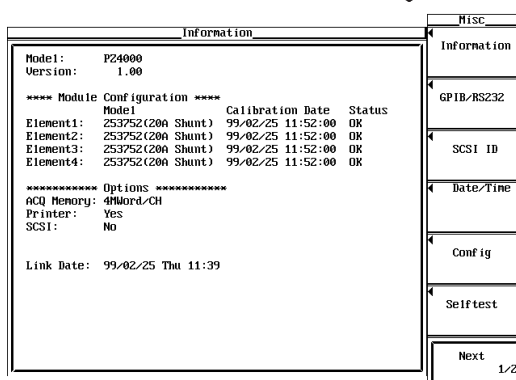 Misc
Information
Information
Model: PZ4000
Version: 1.00
**** Module Configuration ****
Model Calibration Date Status
Element1: 253752(20A Shunt) 99/02/25 11:52:00 OK
Element2: 253752(20A Shunt) 99/02/25 11:52:00 OK
Element3: 253752(20A Shunt) 99/02/25 11:52:00 OK
Element4: 253752(20A Shunt) 99/02/25 11:52:00 OK
*********** Options ***********
ACQ Memory: 4MWord/CH
Printer: Yes
SCSI: No
Link Date: 99/02/25 Thu 11:39
GPIB/RS232
SCSI ID
Date/Time
Config
Selftest
Next
1/2